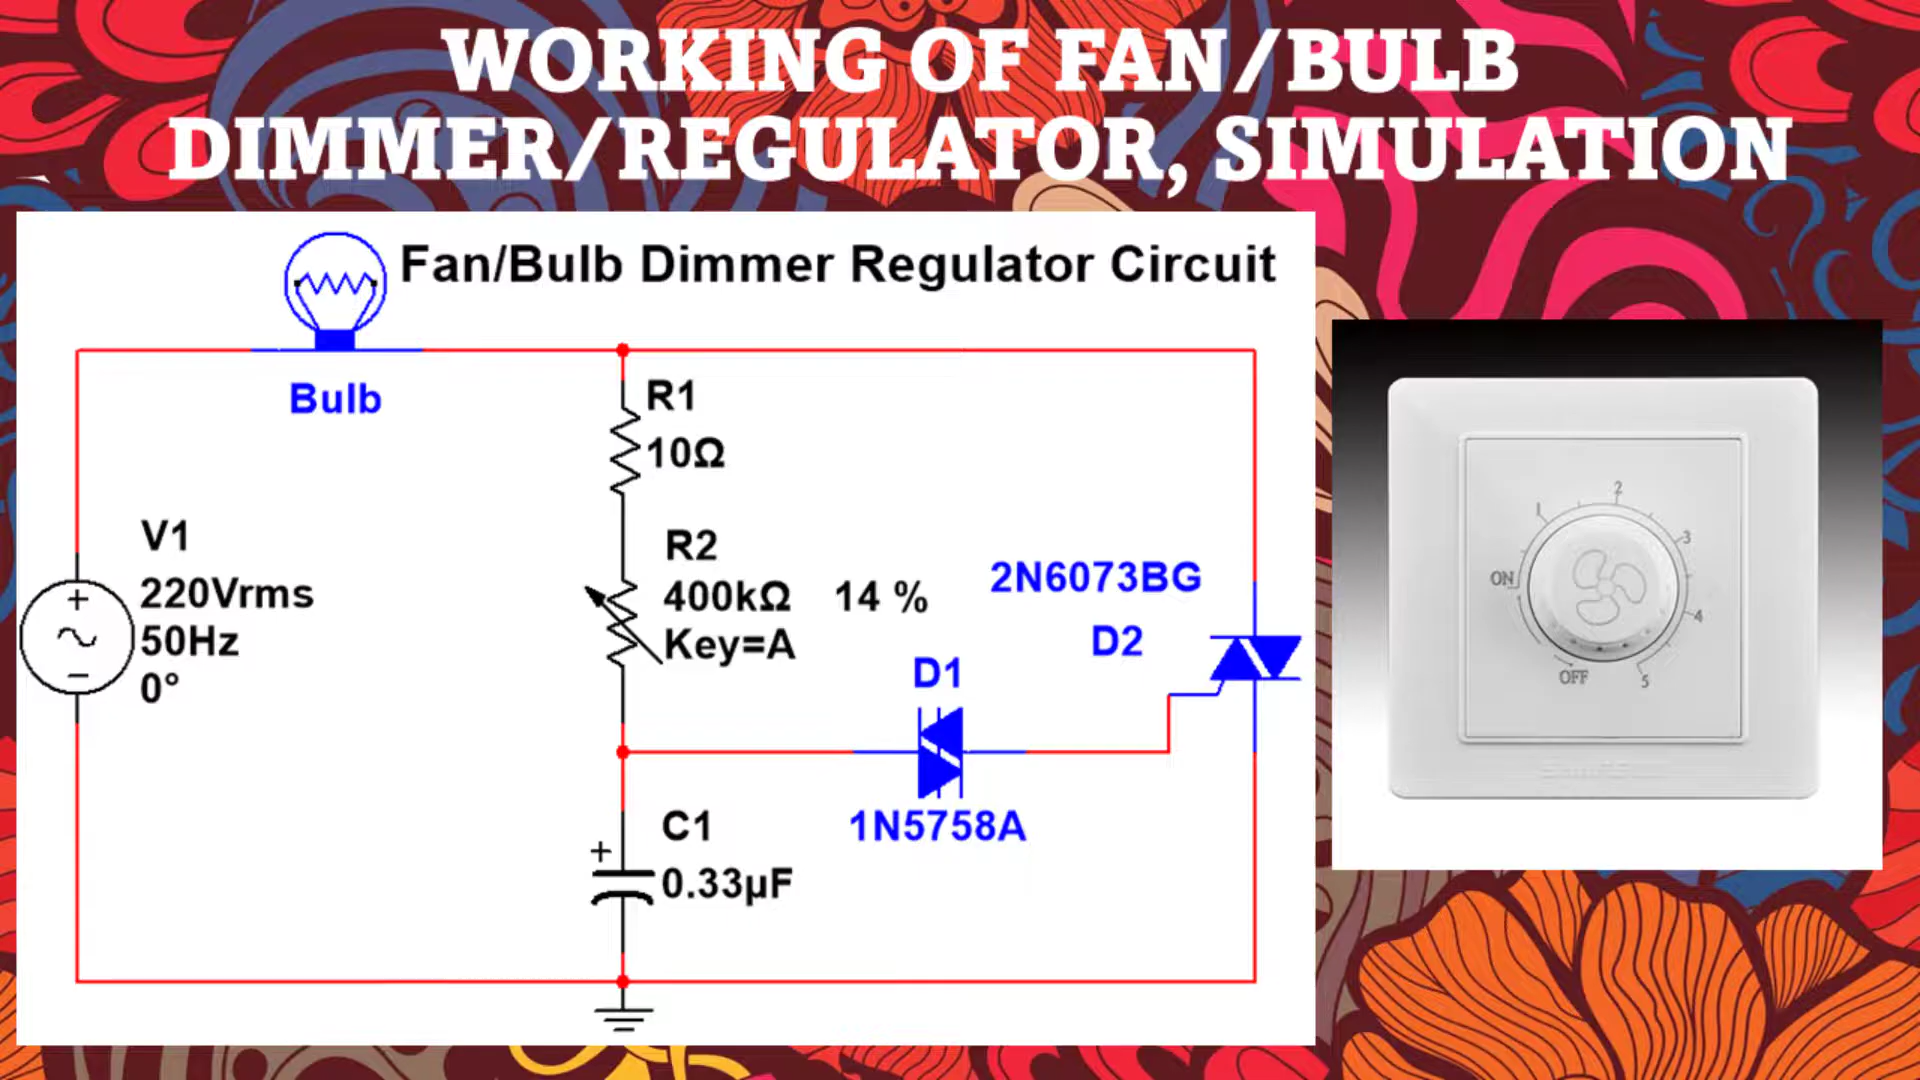 WORKING OF FAN/BULB
DIMMER/REGULATOR, SIMULATION
Fan/Bulb Dimmer Regulator Circuit
Bulb
R1
10Ω
V1
220Vrms
50Hz
0°
+
−
R2
400kΩ 14 %
Key=A
2N6073BG
D2
D1
1N5758A
C1
+
0.33µF
1
2
3
4
5
ON
OFF